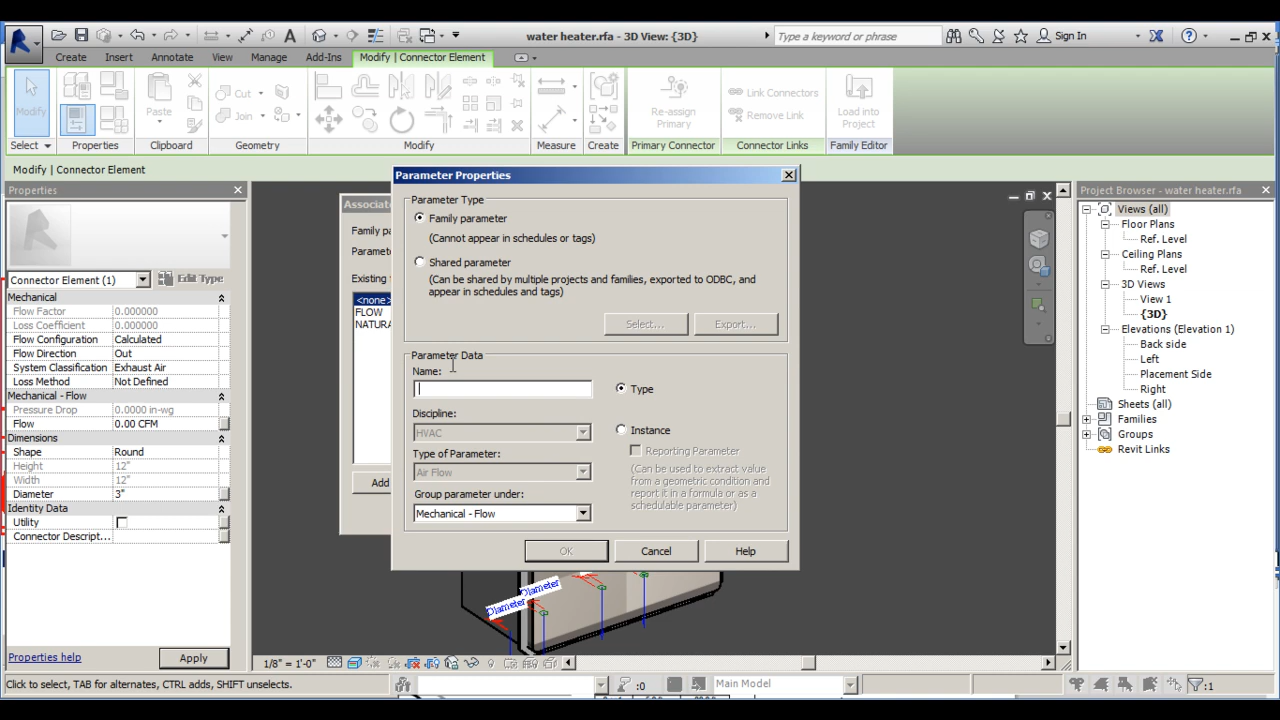 water heater.rfa - 3D View: {3D}
Type a keyword or phrase
Sign In
Create Insert Annotate View Manage Add-Ins Modify | Connector Element
Modify
Paste
Cut
Join
Re-assign
Primary
Link Connectors
Remove Link
Load into
Project
Select Properties Clipboard Geometry Modify Measure Create Primary Connector Connector Links Family Editor
Modify | Connector Element
Properties
Connector Element (1)
Edit Type
Mechanical
Flow Factor 0.000000
Loss Coefficient 0.000000
Flow Configuration Calculated
Flow Direction Out
System Classification Exhaust Air
Loss Method Not Defined
Mechanical - Flow
Pressure Drop 0.0000 in-wg
Flow 0.00 CFM
Dimensions
Shape Round
Height 12"
Width 12"
Diameter 3"
Identity Data
Utility
Connector Descript...
Properties help
Apply
Associate
Family pa
Paramete
Existing
<none>
FLOW
NATURA
Add
Parameter Properties
Parameter Type
Family parameter
(Cannot appear in schedules or tags)
Shared parameter
(Can be shared by multiple projects and families, exported to ODBC, and
appear in schedules and tags)
Select...
Export...
Parameter Data
Name:
Type
Discipline:
HVAC
Instance
Reporting Parameter
Type of Parameter:
Air Flow
(Can be used to extract value
from a geometric condition and
report it in a formula or as a
schedulable parameter)
Group parameter under:
Mechanical - Flow
OK
Cancel
Help
Diameter
Diameter
Project Browser - water heater.rfa
Views (all)
Floor Plans
Ref. Level
Ceiling Plans
Ref. Level
3D Views
View 1
{3D}
Elevations (Elevation 1)
Back side
Left
Placement Side
Right
Sheets (all)
Families
Groups
Revit Links
1/8" = 1'-0"
Click to select, TAB for alternates, CTRL adds, SHIFT unselects.
:0
Main Model
:1